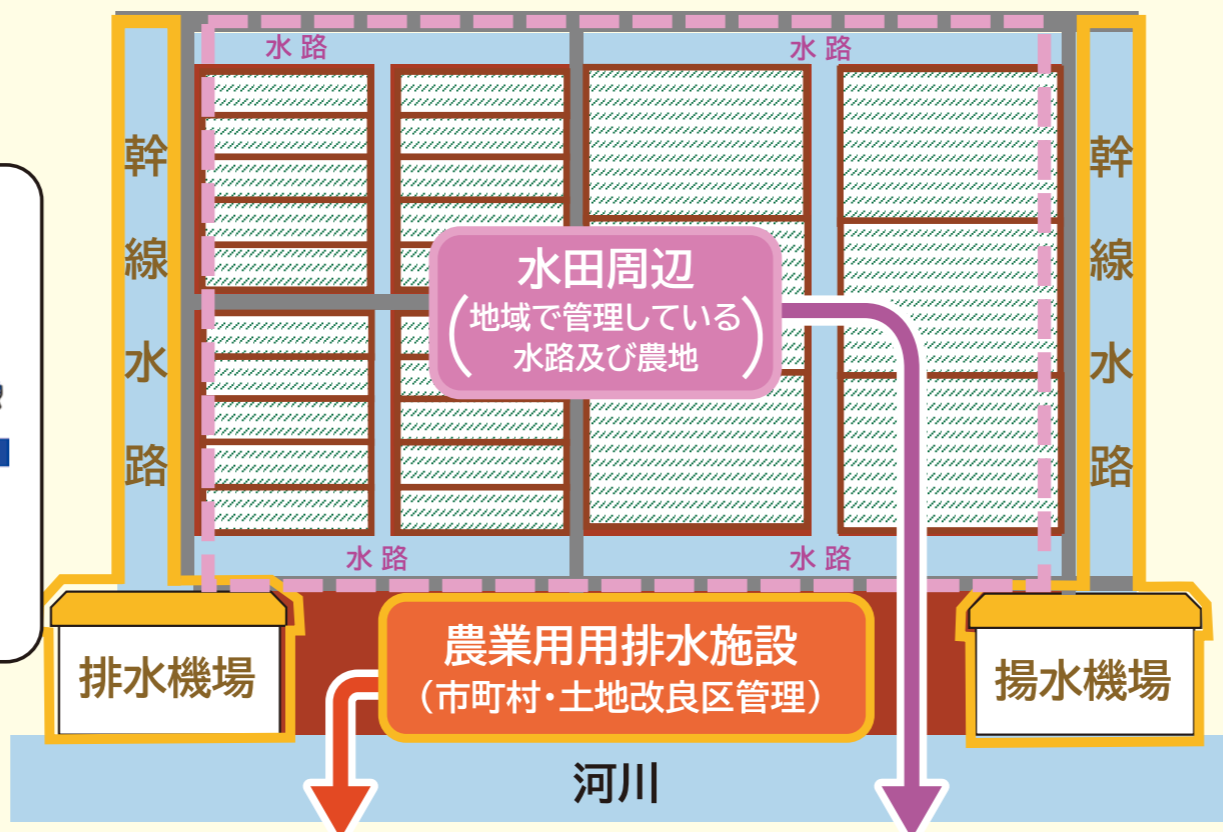 水路
水路
幹線水路
幹線水路
水田周辺
(地域で管理している
水路及び農地)
水路
水路
排水機場
農業用用排水施設
(市町村・土地改良区管理)
揚水機場
河川